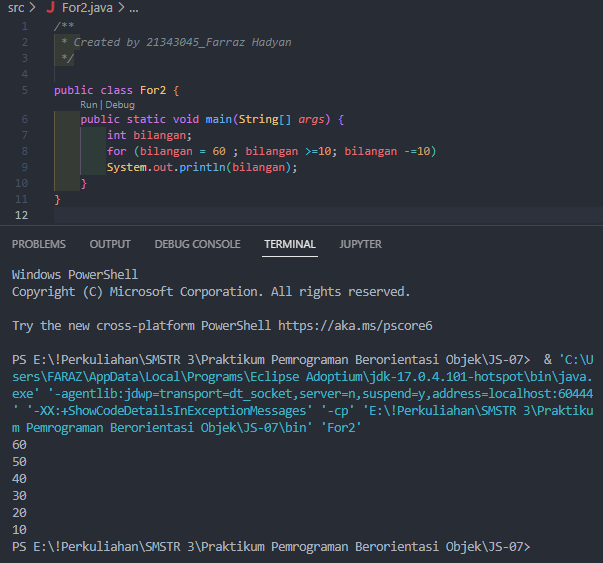 src > J For2.java > ...
1 /**
2 * Created by 21343045_Farraz Hadyan
3 */
4
5 public class For2 {
Run | Debug
6 public static void main(String[] args) {
7 int bilangan;
8 for (bilangan = 60 ; bilangan >=10; bilangan -=10)
9 System.out.println(bilangan);
10 }
11 }
12
PROBLEMS OUTPUT DEBUG CONSOLE TERMINAL JUPYTER
Windows PowerShell
Copyright (C) Microsoft Corporation. All rights reserved.
Try the new cross-platform PowerShell https://aka.ms/pscore6
PS E:\!Perkuliahan\SMSTR 3\Praktikum Pemrograman Berorientasi Objek\JS-07> & 'C:\U
sers\FARAZ\AppData\Local\Programs\Eclipse Adoptium\jdk-17.0.4.101-hotspot\bin\java.
exe' '-agentlib:jdwp=transport=dt_socket,server=n,suspend=y,address=localhost:60444
' '-XX:+ShowCodeDetailsInExceptionMessages' '-cp' 'E:\!Perkuliahan\SMSTR 3\Praktiku
m Pemrograman Berorientasi Objek\JS-07\bin' 'For2'
60
50
40
30
20
10
PS E:\!Perkuliahan\SMSTR 3\Praktikum Pemrograman Berorientasi Objek\JS-07>